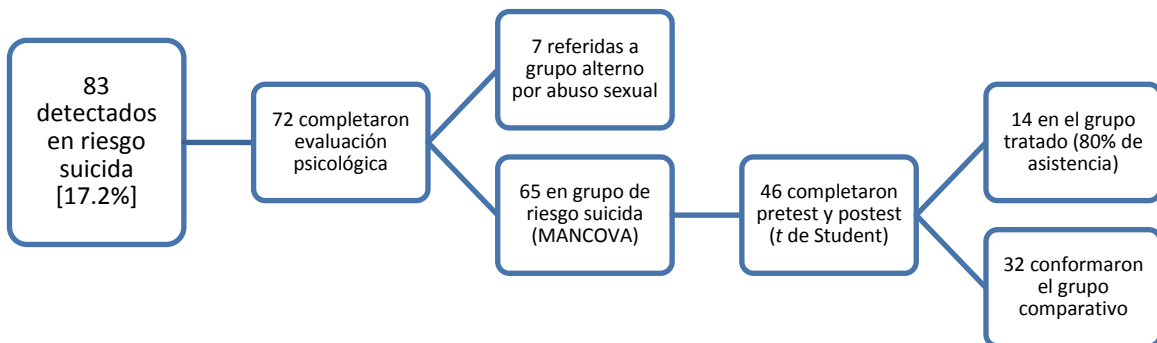 83
detectados
en riesgo
suicida
[17.2%]
72 completaron
evaluación
psicológica
7 referidas a
grupo alterno
por abuso sexual
65 en grupo de
riesgo suicida
(MANCOVA)
46 completaron
pretest y postest
(t de Student)
14 en el grupo
tratado (80% de
asistencia)
32 conformaron
el grupo
comparativo